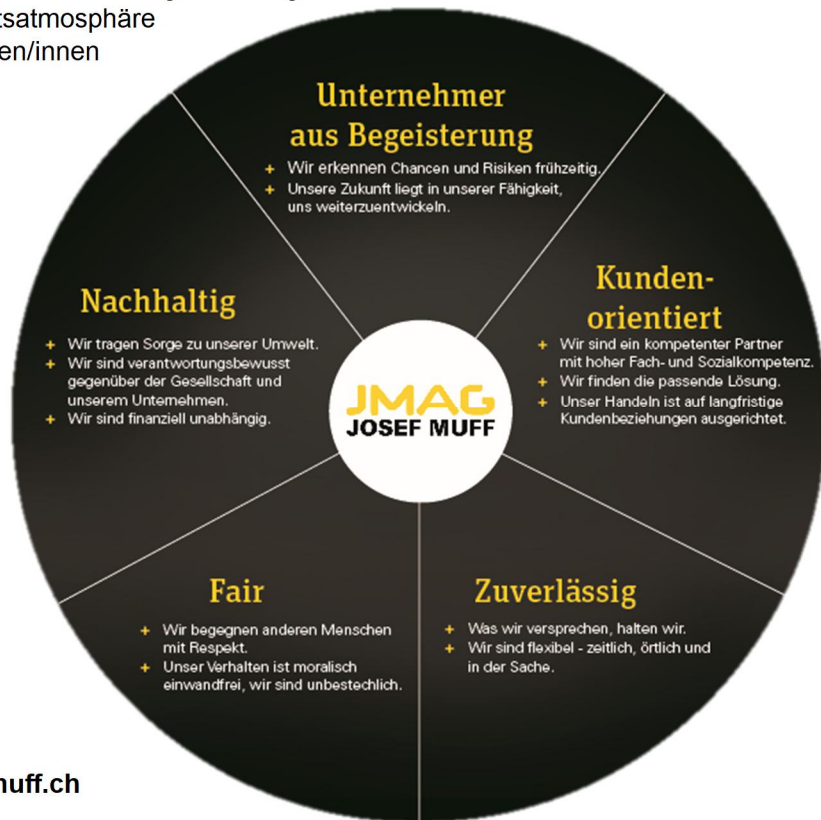 tsatmosphäre
en/innen
Unternehmer
aus Begeisterung
+ Wir erkennen Chancen und Risiken frühzeitig.
+ Unsere Zukunft liegt in unserer Fähigkeit,
uns weiterzuentwickeln.
Kunden-
orientiert
+ Wir sind ein kompetenter Partner
mit hoher Fach- und Sozialkompetenz.
+ Wir finden die passende Lösung.
+ Unser Handeln ist auf langfristige
Kundenbeziehungen ausgerichtet.
Nachhaltig
+ Wir tragen Sorge zu unserer Umwelt.
+ Wir sind verantwortungsbewusst
gegenüber der Gesellschaft und
unserem Unternehmen.
+ Wir sind finanziell unabhängig.
JMAG
JOSEF MUFF
Fair
+ Wir begegnen anderen Menschen
mit Respekt.
+ Unser Verhalten ist moralisch
einwandfrei, wir sind unbestechlich.
Zuverlässig
+ Was wir versprechen, halten wir.
+ Wir sind flexibel - zeitlich, örtlich und
in der Sache.
nuff.ch